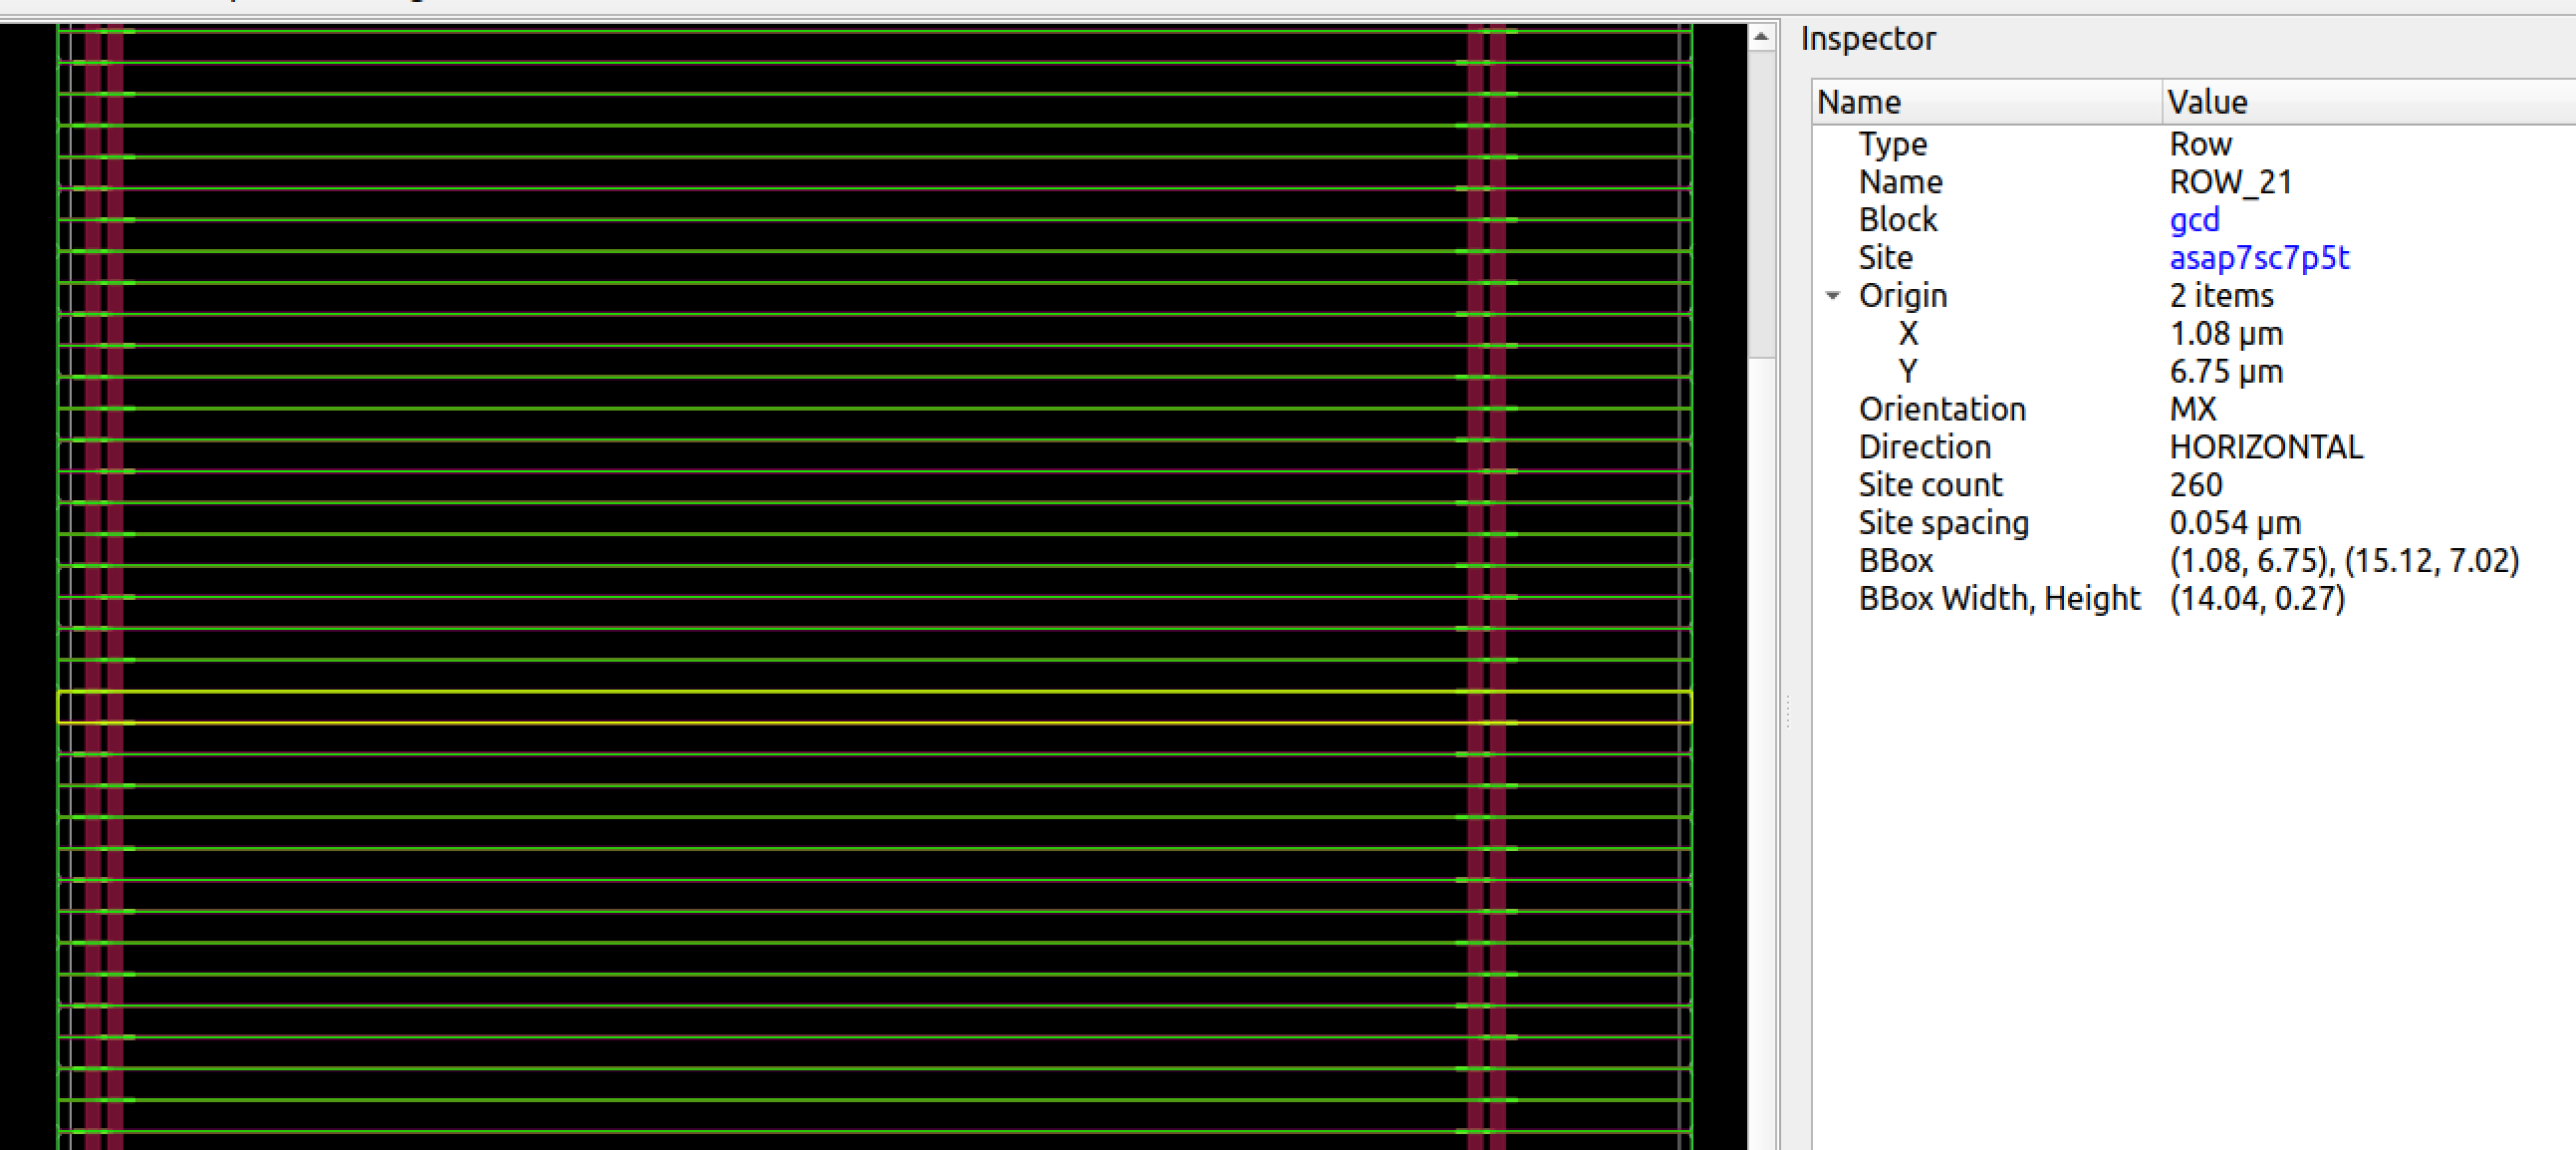 Inspector
Name Value
Type Row
Name ROW_21
Block gcd
Site asap7sc7p5t
Origin 2 items
X 1.08 µm
Y 6.75 µm
Orientation MX
Direction HORIZONTAL
Site count 260
Site spacing 0.054 µm
BBox (1.08, 6.75), (15.12, 7.02)
BBox Width, Height (14.04, 0.27)